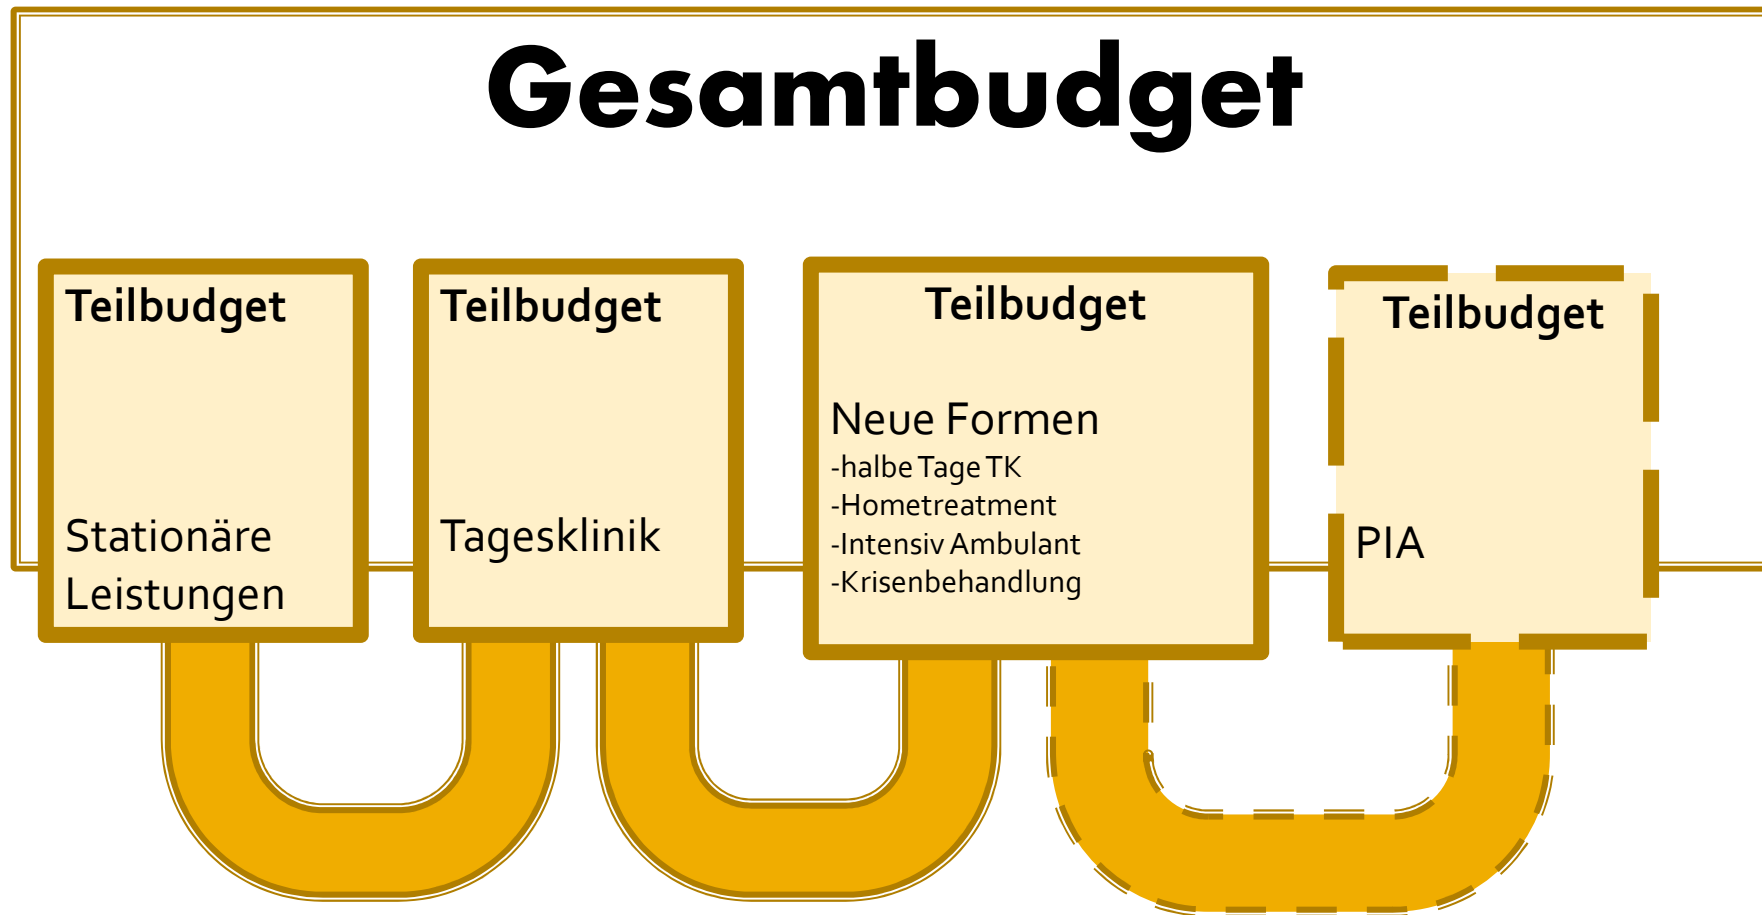 Gesamtbudget
Teilbudget
Stationäre
Leistungen
Teilbudget
Tagesklinik
Teilbudget
Neue Formen
-halbe Tage TK
-Hometreatment
-Intensiv Ambulant
-Krisenbehandlung
Teilbudget
PIA